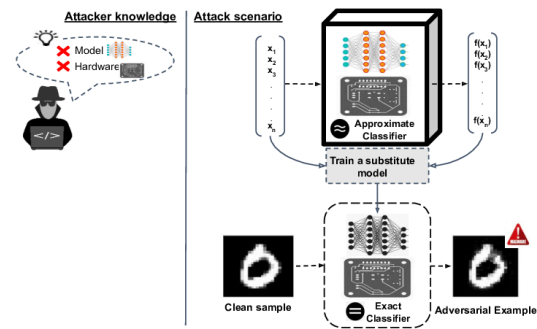 Attacker knowledge
Model
Hardware
</>
Attack scenario
x1
x2
x3
xn
f(x1)
f(x2)
f(x3)
f(xn)
≈ Approximate
Classifier
Train a substitute
model
Clean sample
= Exact
Classifier
Adversarial Example